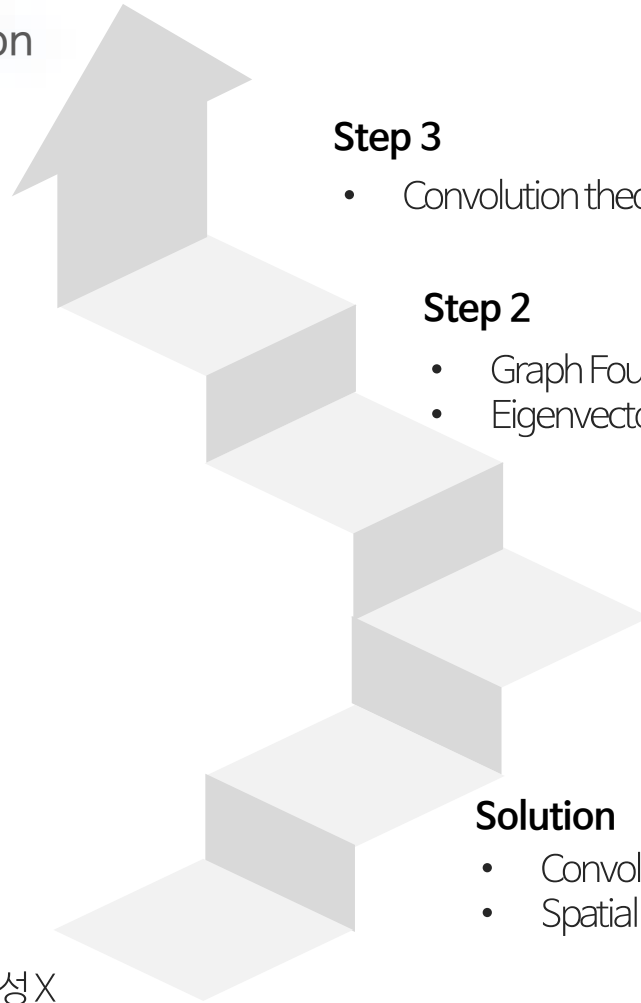 on
Step 3
• Convolution theo
Step 2
• Graph Fou
• Eigenvecto
Solution
• Convol
• Spatial
성 X